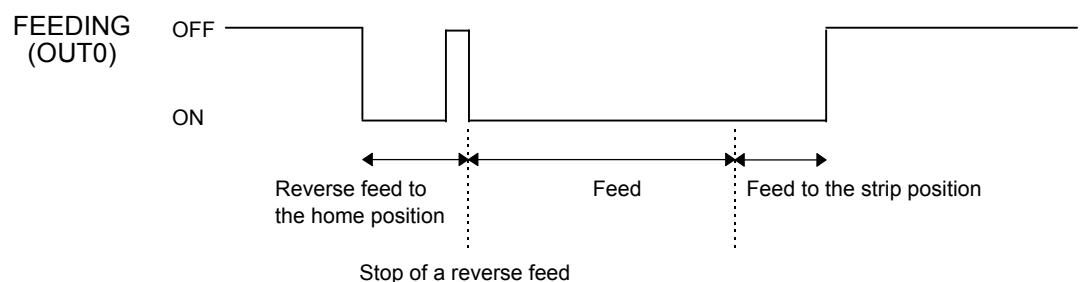 FEEDING
(OUT0)
OFF
ON
Reverse feed to
the home position
Feed
Feed to the strip position
Stop of a reverse feed